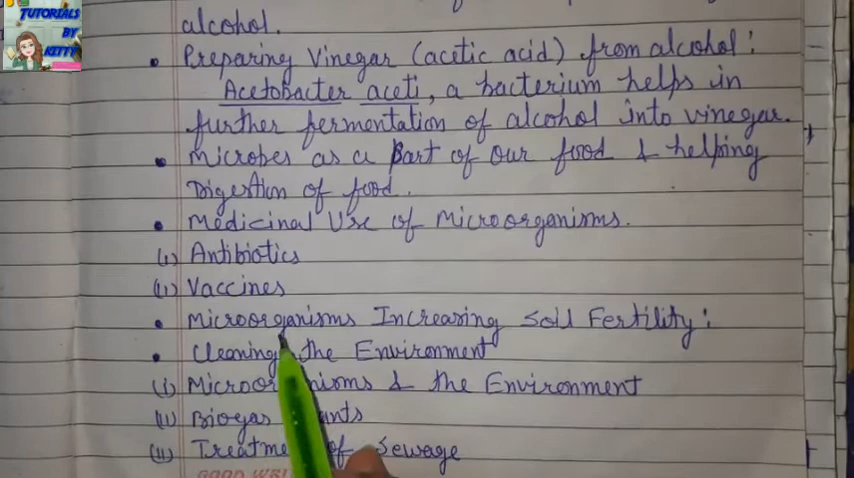 TUTORIALS
BY
KITTY
alcohol.
• Preparing Vinegar (acetic acid) from alcohol:
Acetobacter aceti, a bacterium helps in
further fermentation of alcohol into vinegar.
• Microbes as a Part of our food & helping
Digestion of food.
• Medicinal Use of Microorganisms.
(i) Antibiotics
(ii) Vaccines
• Microorganisms Increasing Soil Fertility:
• Cleaning the Environment
(i) Microorganisms & the Environment
(ii) Biogas
(iii) of Sewage